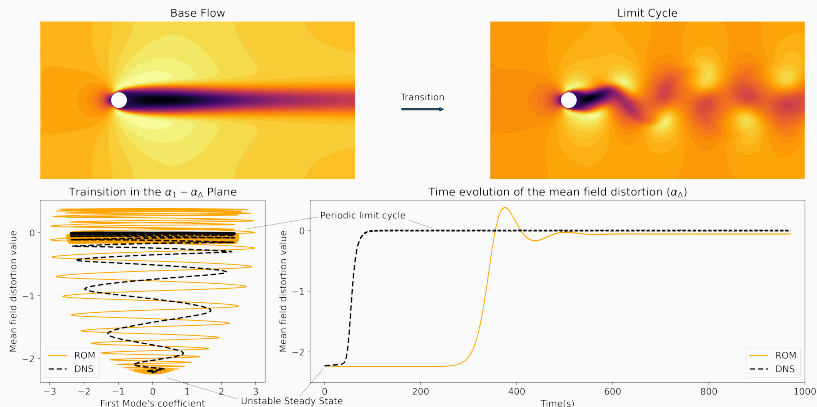 Base Flow
Limit Cycle
Transition
Trainsition in the α₁ − α_Δ Plane
Time evolution of the mean field distortion (α_Δ)
Periodic limit cycle
Mean field distortion value
0
−1
−2
ROM
DNS
−3 −2 −1 0 1 2 3
First Mode's coefficient
Unstable Steady State
Mean field distortion value
0
−1
−2
ROM
DNS
0 200 400 600 800 1000
Time(s)